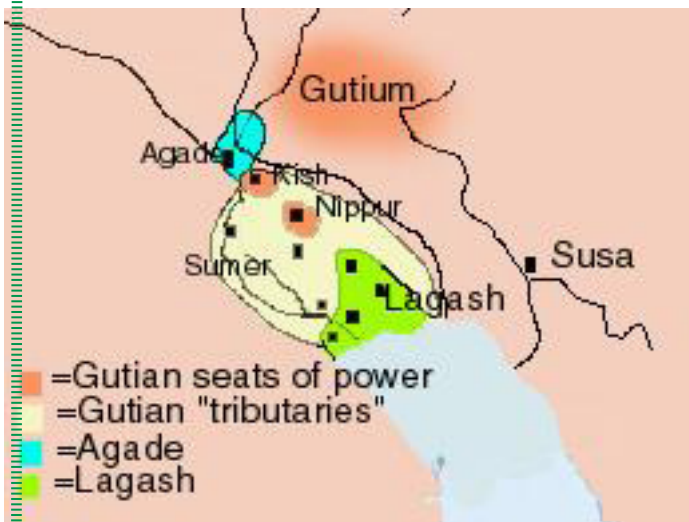 Gutium
Agade
Kish
Nippur
Sumer
Susa
Lagash
=Gutian seats of power
=Gutian "tributaries"
=Agade
=Lagash